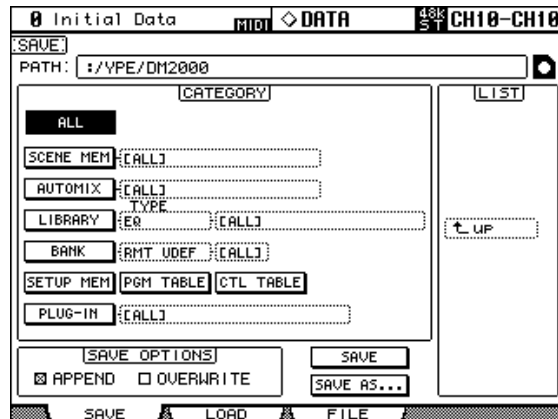 0 Initial Data MIDI ◇DATA 48K ST CH10-CH10
SAVE
PATH: :/YPE/DM2000
CATEGORY LIST
ALL
SCENE MEM [ALL]
AUTOMIX [ALL]
TYPE
LIBRARY EQ [ALL]
UP
BANK RMT UDEF [ALL]
SETUP MEM PGM TABLE CTL TABLE
PLUG-IN [ALL]
SAVE OPTIONS SAVE
APPEND OVERWRITE SAVE AS...
SAVE LOAD FILE